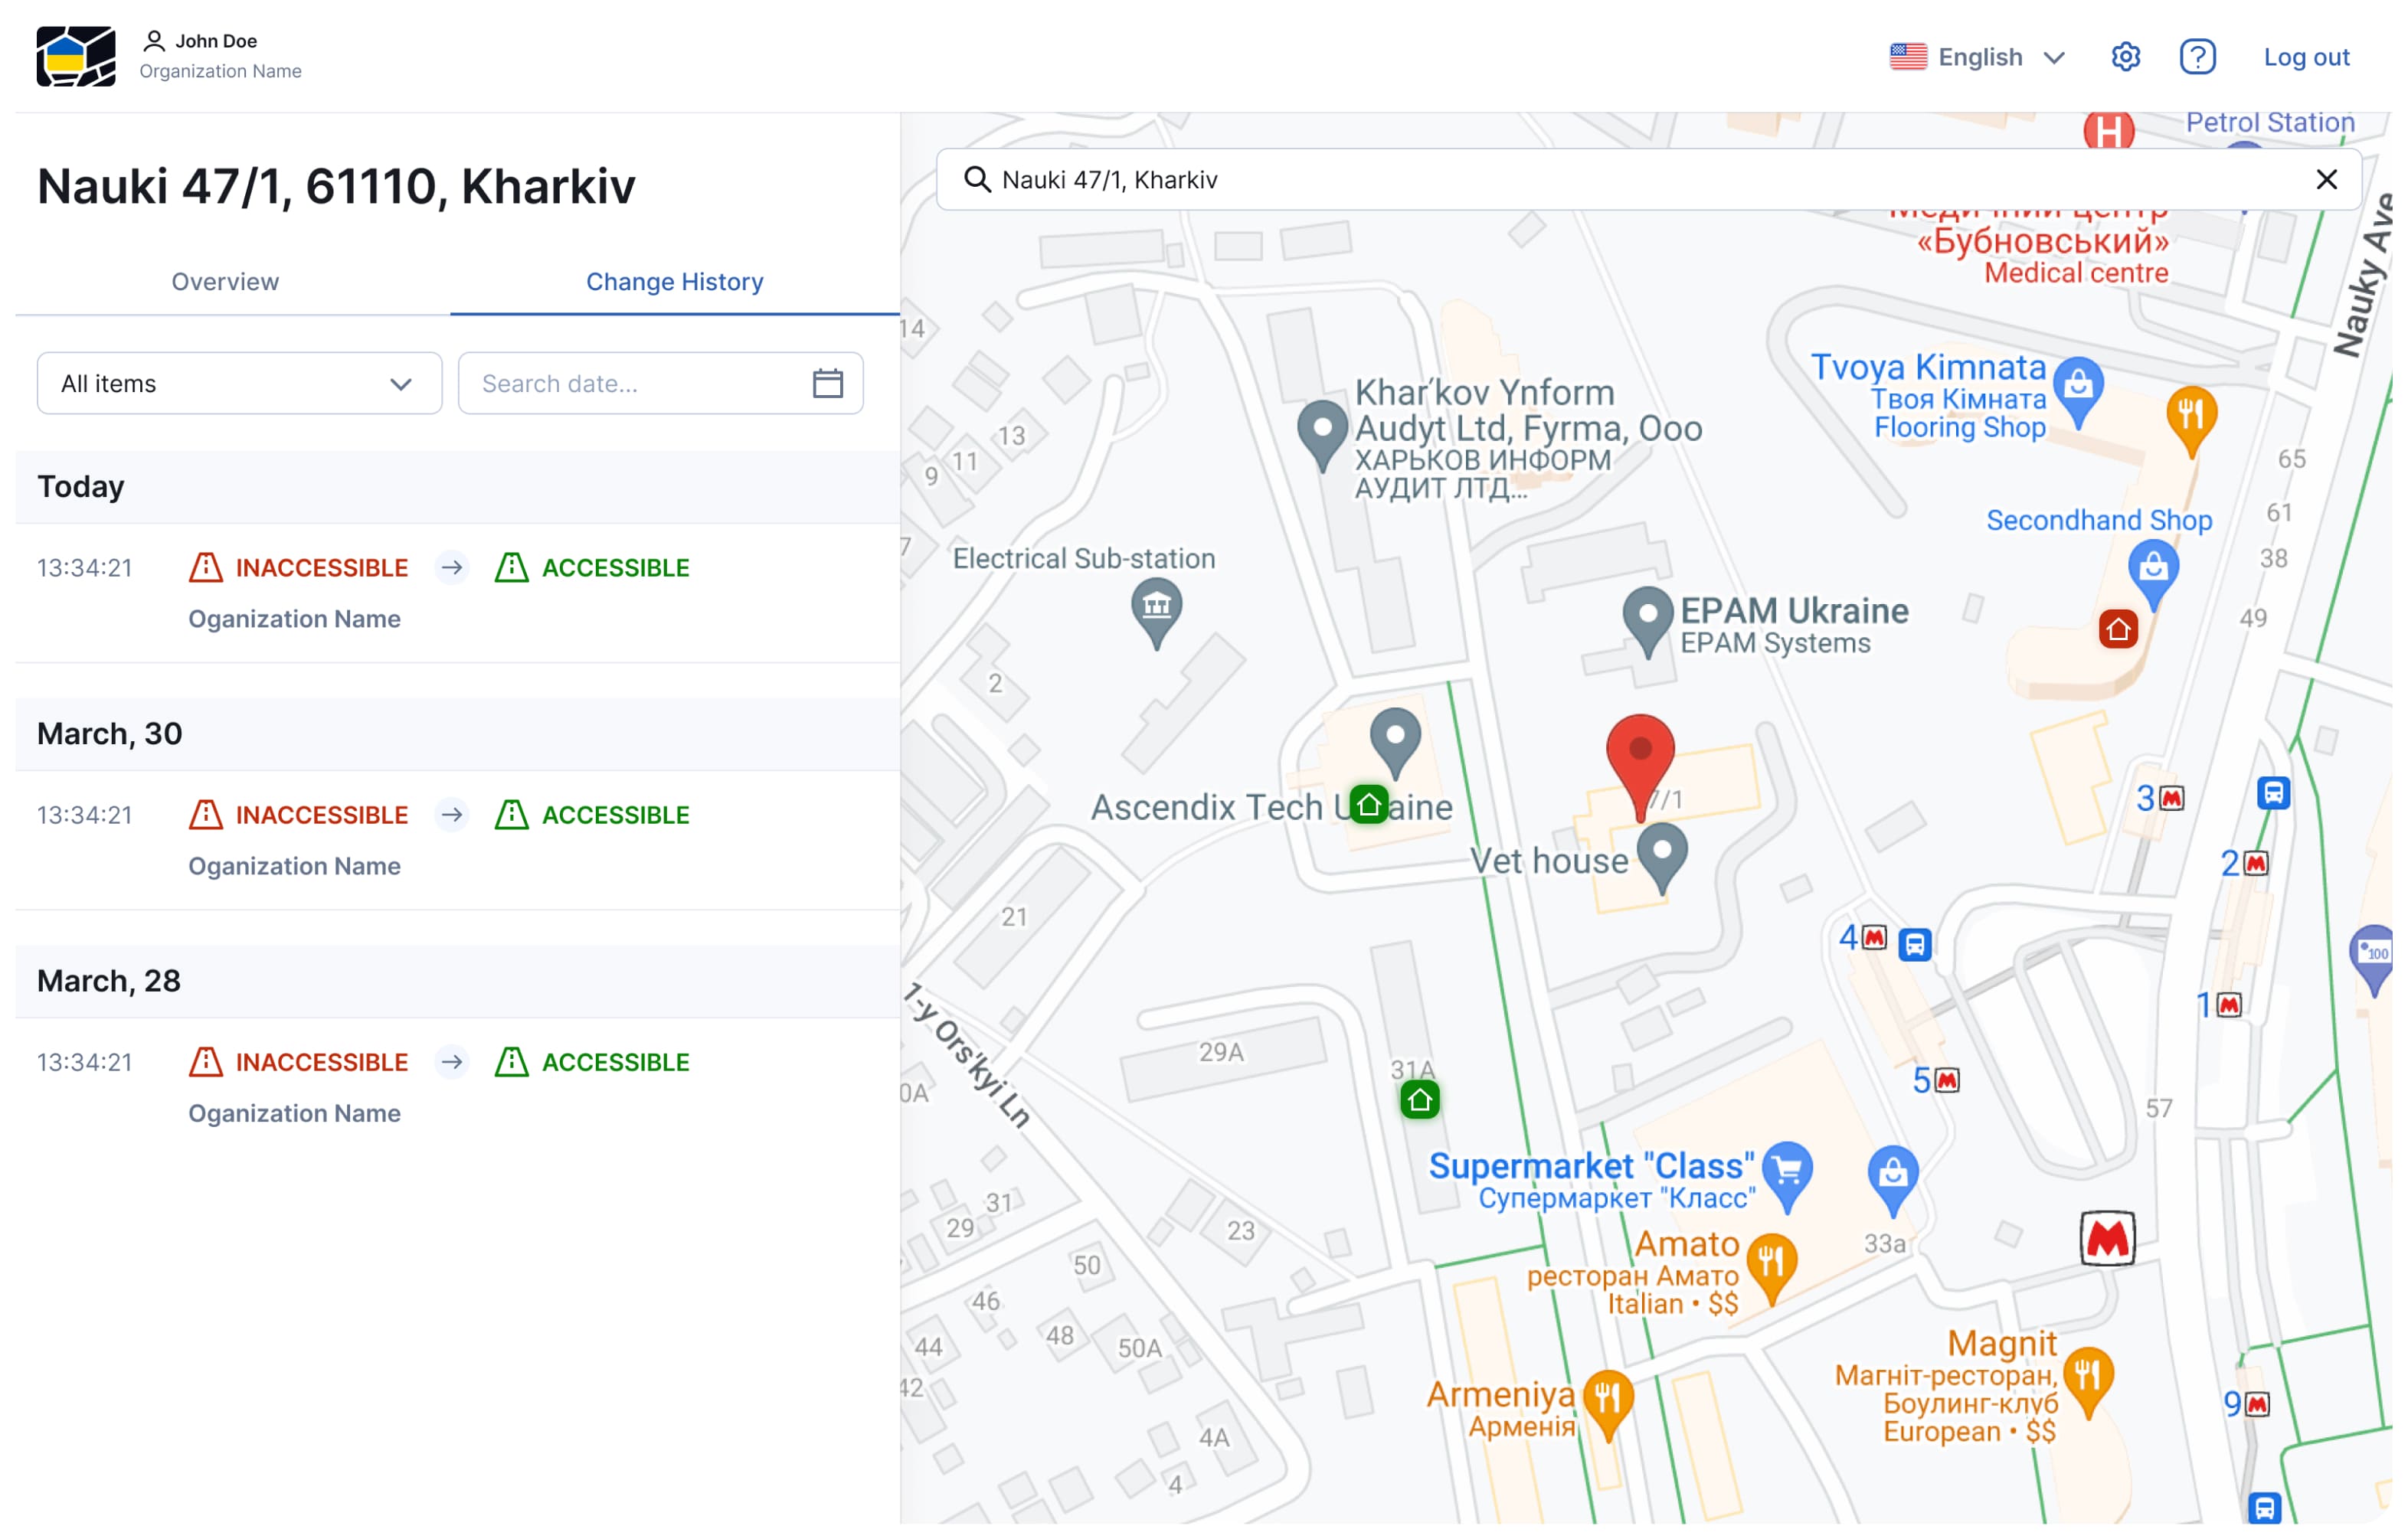 John Doe
Organization Name
English
Log out
Nauki 47/1, 61110, Kharkiv
Overview
Change History
All items
Search date...
Today
13:34:21
INACCESSIBLE
ACCESSIBLE
Oganization Name
March, 30
13:34:21
INACCESSIBLE
ACCESSIBLE
Oganization Name
March, 28
13:34:21
INACCESSIBLE
ACCESSIBLE
Oganization Name
H
Petrol Station
Nauki 47/1, Kharkiv
Медичний центр
«Бубновський»
Medical centre
Nauky Ave
14
Khar'kov Ynform
Audyt Ltd, Fyrma, Ooo
ХАРЬКОВ ИНФОРМ
АУДИТ ЛТД...
Tvoya Kimnata
Твоя Кімната
Flooring Shop
13
11
9
7
65
61
38
49
Secondhand Shop
Electrical Sub-station
EPAM Ukraine
EPAM Systems
2
Ascendix Tech U aine
7/1
Vet house
3
2
4
1
5
100
21
1-y Ors'kyi Ln
29A
31A
0A
57
Supermarket "Class"
Супермаркет "Класс"
Amato
ресторан Амато
Italian • $$
33a
31
29
23
50
46
48
50A
44
42
Armeniya
Арменія
Magnit
Магніт-ресторан,
Боулинг-клуб
European • $$
9
4A
4